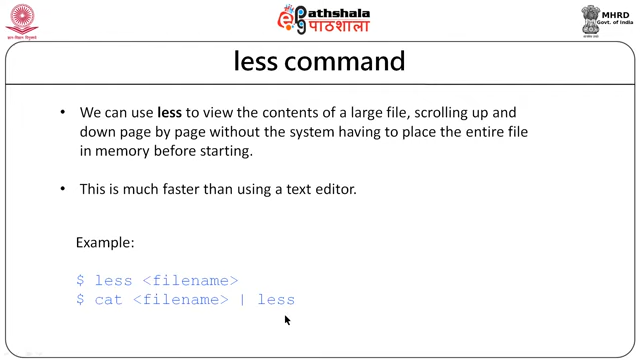 Pathshala
पाठशाला
MHRD
Govt. of India
less command
• We can use less to view the contents of a large file, scrolling up and
down page by page without the system having to place the entire file
in memory before starting.
• This is much faster than using a text editor.
Example:
$ less <filename>
$ cat <filename> | less